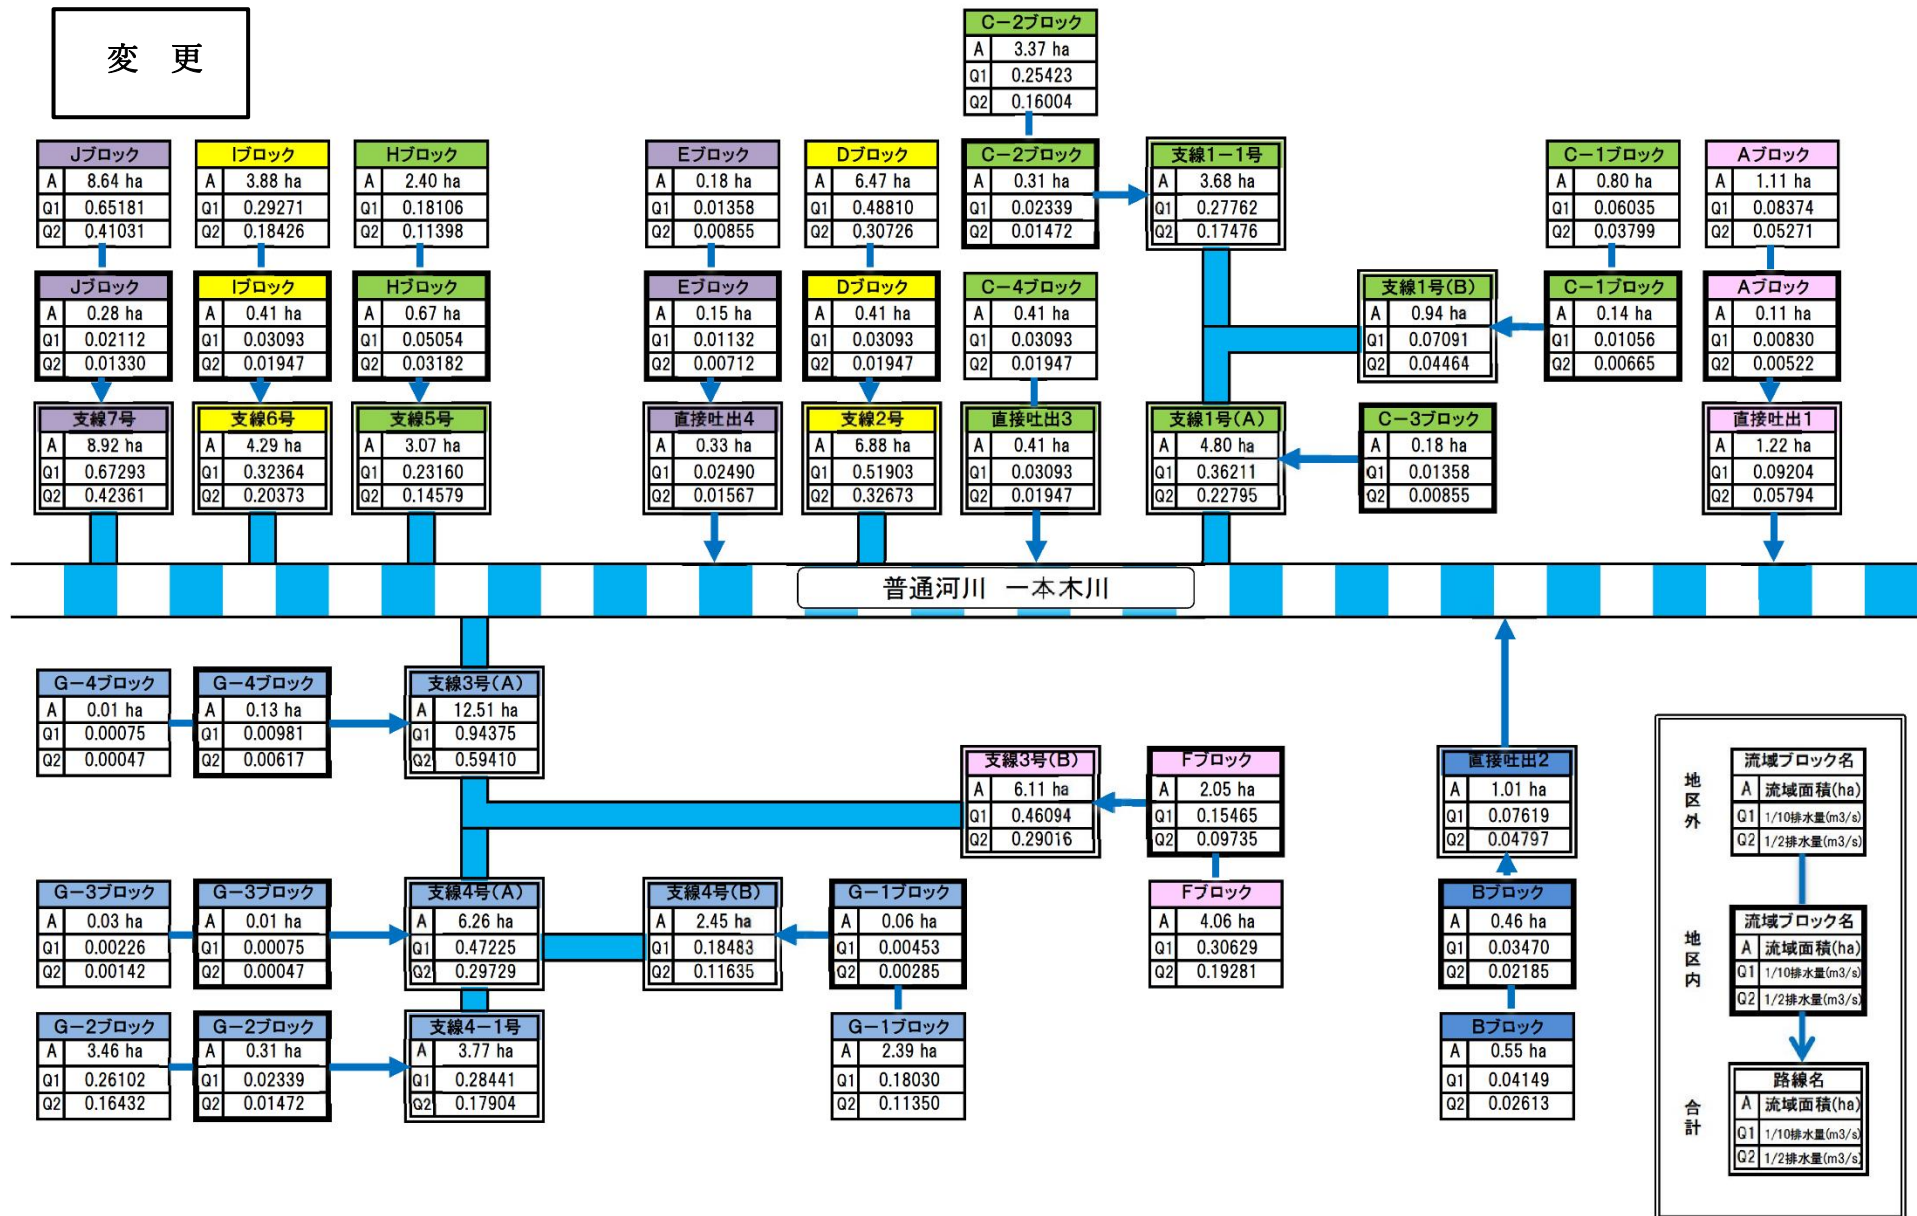 変 更
C-2ブロック
A 3.37 ha
Q1 0.25423
Q2 0.16004
Jブロック
A 8.64 ha
Q1 0.65181
Q2 0.41031
Iブロック
A 3.88 ha
Q1 0.29271
Q2 0.18426
Hブロック
A 2.40 ha
Q1 0.18106
Q2 0.11398
Eブロック
A 0.18 ha
Q1 0.01358
Q2 0.00855
Dブロック
A 6.47 ha
Q1 0.48810
Q2 0.30726
C-2ブロック
A 0.31 ha
Q1 0.02339
Q2 0.01472
支線1-1号
A 3.68 ha
Q1 0.27762
Q2 0.17476
C-1ブロック
A 0.80 ha
Q1 0.06035
Q2 0.03799
Aブロック
A 1.11 ha
Q1 0.08374
Q2 0.05271
Jブロック
A 0.28 ha
Q1 0.02112
Q2 0.01330
Iブロック
A 0.41 ha
Q1 0.03093
Q2 0.01947
Hブロック
A 0.67 ha
Q1 0.05054
Q2 0.03182
Eブロック
A 0.15 ha
Q1 0.01132
Q2 0.00712
Dブロック
A 0.41 ha
Q1 0.03093
Q2 0.01947
C-4ブロック
A 0.41 ha
Q1 0.03093
Q2 0.01947
支線1号(B)
A 0.94 ha
Q1 0.07091
Q2 0.04464
C-1ブロック
A 0.14 ha
Q1 0.01056
Q2 0.00665
Aブロック
A 0.11 ha
Q1 0.00830
Q2 0.00522
支線7号
A 8.92 ha
Q1 0.67293
Q2 0.42361
支線6号
A 4.29 ha
Q1 0.32364
Q2 0.20373
支線5号
A 3.07 ha
Q1 0.23160
Q2 0.14579
直接吐出4
A 0.33 ha
Q1 0.02490
Q2 0.01567
支線2号
A 6.88 ha
Q1 0.51903
Q2 0.32673
直接吐出3
A 0.41 ha
Q1 0.03093
Q2 0.01947
支線1号(A)
A 4.80 ha
Q1 0.36211
Q2 0.22795
C-3ブロック
A 0.18 ha
Q1 0.01358
Q2 0.00855
直接吐出1
A 1.22 ha
Q1 0.09204
Q2 0.05794
普通河川 一本木川
G-4ブロック
A 0.01 ha
Q1 0.00075
Q2 0.00047
G-4ブロック
A 0.13 ha
Q1 0.00981
Q2 0.00617
支線3号(A)
A 12.51 ha
Q1 0.94375
Q2 0.59410
支線3号(B)
A 6.11 ha
Q1 0.46094
Q2 0.29016
Fブロック
A 2.05 ha
Q1 0.15465
Q2 0.09735
直接吐出2
A 1.01 ha
Q1 0.07619
Q2 0.04797
G-3ブロック
A 0.03 ha
Q1 0.00226
Q2 0.00142
G-3ブロック
A 0.01 ha
Q1 0.00075
Q2 0.00047
支線4号(A)
A 6.26 ha
Q1 0.47225
Q2 0.29729
支線4号(B)
A 2.45 ha
Q1 0.18483
Q2 0.11635
G-1ブロック
A 0.06 ha
Q1 0.00453
Q2 0.00285
Fブロック
A 4.06 ha
Q1 0.30629
Q2 0.19281
Bブロック
A 0.46 ha
Q1 0.03470
Q2 0.02185
G-2ブロック
A 3.46 ha
Q1 0.26102
Q2 0.16432
G-2ブロック
A 0.31 ha
Q1 0.02339
Q2 0.01472
支線4-1号
A 3.77 ha
Q1 0.28441
Q2 0.17904
G-1ブロック
A 2.39 ha
Q1 0.18030
Q2 0.11350
Bブロック
A 0.55 ha
Q1 0.04149
Q2 0.02613
地区外
流域ブロック名
A 流域面積(ha)
Q1 1/10排水量(m3/s)
Q2 1/2排水量(m3/s)
地区内
流域ブロック名
A 流域面積(ha)
Q1 1/10排水量(m3/s)
Q2 1/2排水量(m3/s)
合計
路線名
A 流域面積(ha)
Q1 1/10排水量(m3/s)
Q2 1/2排水量(m3/s)